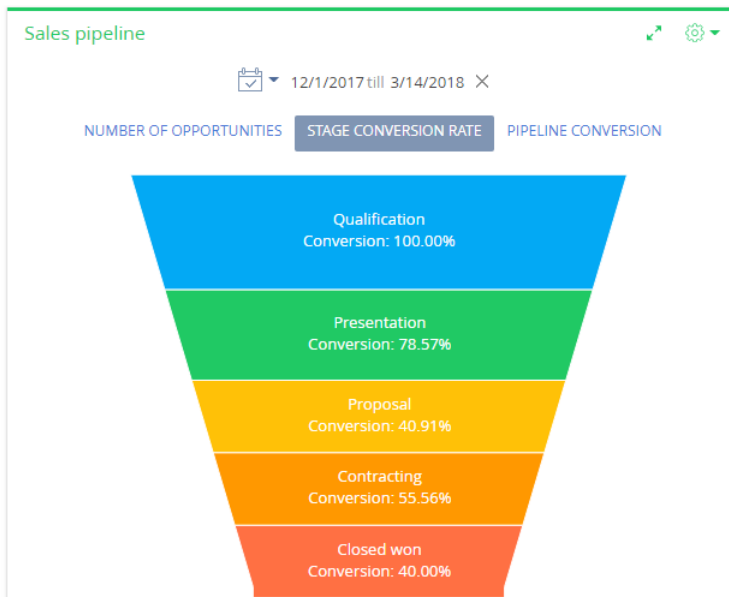 Sales pipeline
12/1/2017 till 3/14/2018
NUMBER OF OPPORTUNITIES STAGE CONVERSION RATE PIPELINE CONVERSION
Qualification
Conversion: 100.00%
Presentation
Conversion: 78.57%
Proposal
Conversion: 40.91%
Contracting
Conversion: 55.56%
Closed won
Conversion: 40.00%